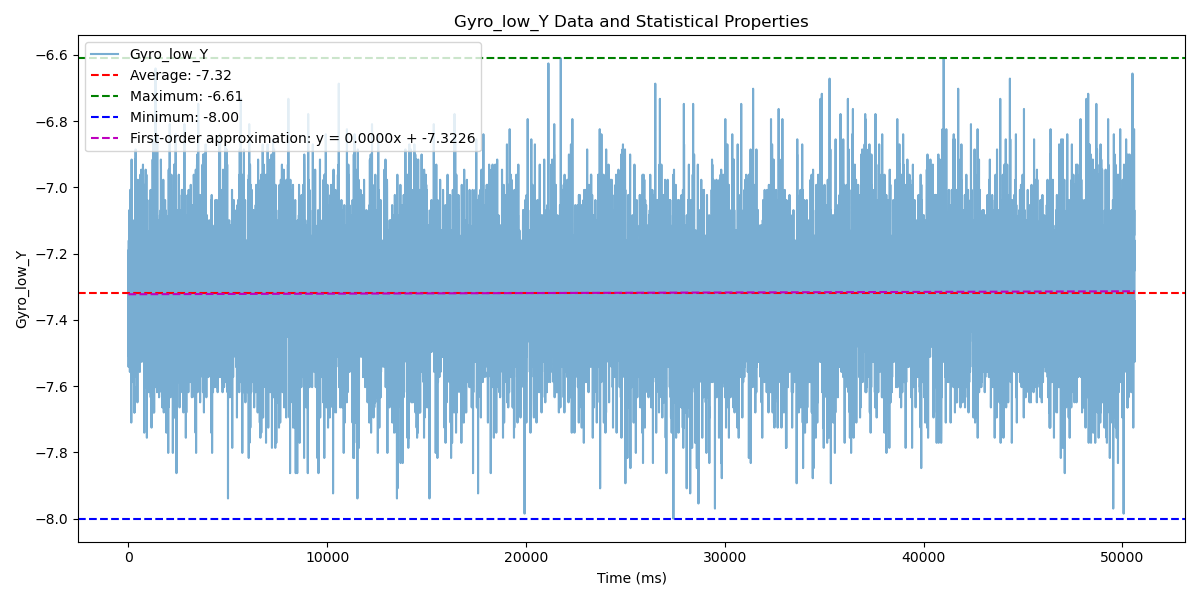 Gyro_low_Y Data and Statistical Properties
Gyro_low_Y
Average: -7.32
Maximum: -6.61
Minimum: -8.00
First-order approximation: y = 0.0000x + -7.3226
Gyro_low_Y
−6.6
−6.8
−7.0
−7.2
−7.4
−7.6
−7.8
−8.0
0
10000
20000
30000
40000
50000
Time (ms)